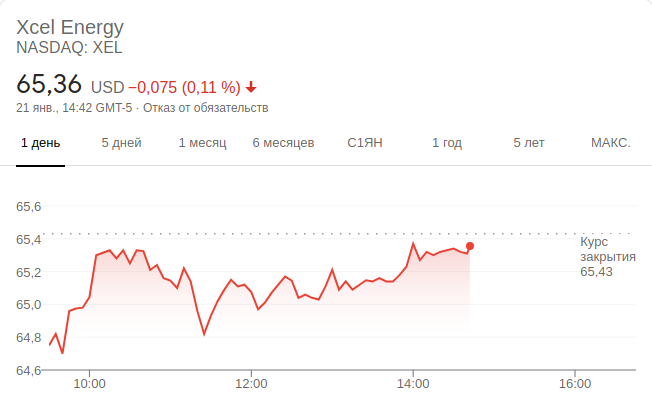 Xcel Energy
NASDAQ: XEL
65,36 USD −0,075 (0,11 %)
21 янв., 14:42 GMT-5 · Отказ от обязательств
1 день 5 дней 1 месяц 6 месяцев С1ЯН 1 год 5 лет МАКС.
65,6
65,4
65,2
65,0
64,8
64,6
Курс
закрытия
65,43
10:00 12:00 14:00 16:00